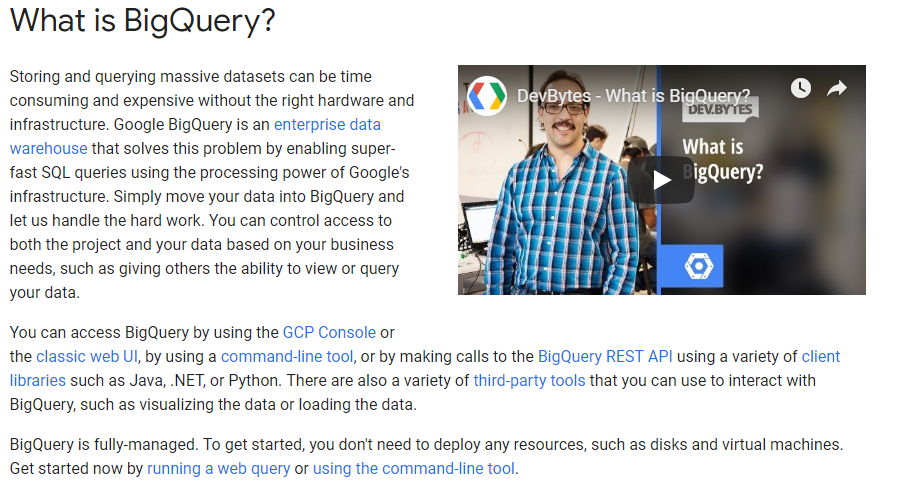 What is BigQuery?
Storing and querying massive datasets can be time
consuming and expensive without the right hardware and
infrastructure. Google BigQuery is an enterprise data
warehouse that solves this problem by enabling super-
fast SQL queries using the processing power of Google's
infrastructure. Simply move your data into BigQuery and
let us handle the hard work. You can control access to
both the project and your data based on your business
needs, such as giving others the ability to view or query
your data.
DevBytes - What is BigQuery?
DEV.BYTES
What is
BigQuery?
You can access BigQuery by using the GCP Console or
the classic web UI, by using a command-line tool, or by making calls to the BigQuery REST API using a variety of client
libraries such as Java, .NET, or Python. There are also a variety of third-party tools that you can use to interact with
BigQuery, such as visualizing the data or loading the data.
BigQuery is fully-managed. To get started, you don't need to deploy any resources, such as disks and virtual machines.
Get started now by running a web query or using the command-line tool.